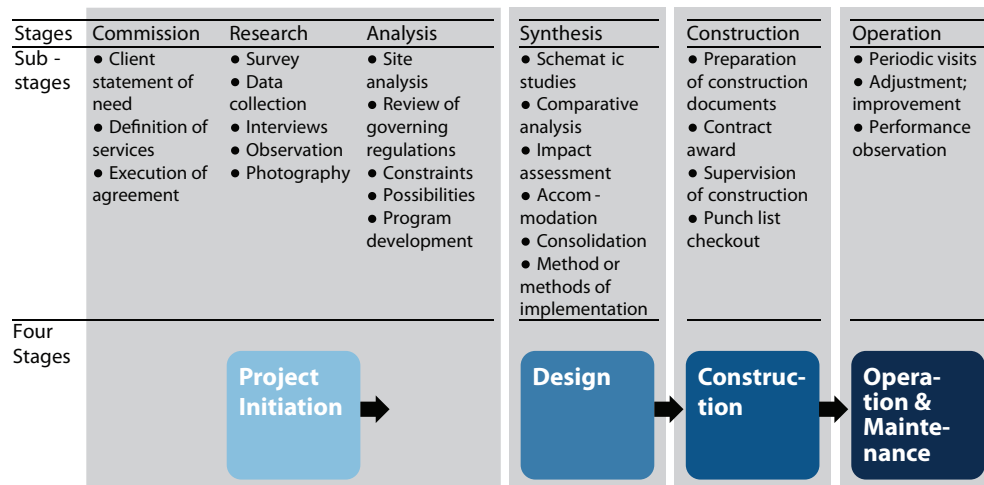 Stages Commission Research Analysis Synthesis Construction Operation
Sub -
stages
● Client
statement of
need
● Definition of
services
● Execution of
agreement
● Survey
● Data
collection
● Interviews
● Observation
● Photography
● Site
analysis
● Review of
governing
regulations
● Constraints
● Possibilities
● Program
development
● Schemat ic
studies
● Comparative
analysis
● Impact
assessment
● Accom -
modation
● Consolidation
● Method or
methods of
implementation
● Preparation
of construction
documents
● Contract
award
● Supervision
of construction
● Punch list
checkout
● Periodic visits
● Adjustment;
improvement
● Performance
observation
Four
Stages
Project
Initiation
Design
Construc-
tion
Opera-
tion &
Mainte-
nance